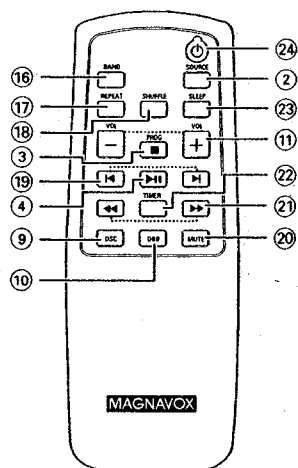 24
16 BAND SOURCE 2
17 REPEAT SHUFFLE SLEEP 23
18
VOL PROG VOL 11
3
19 22
4 TIMER 21
9 DSC DBB MUTE 20
10
MAGNAVOX